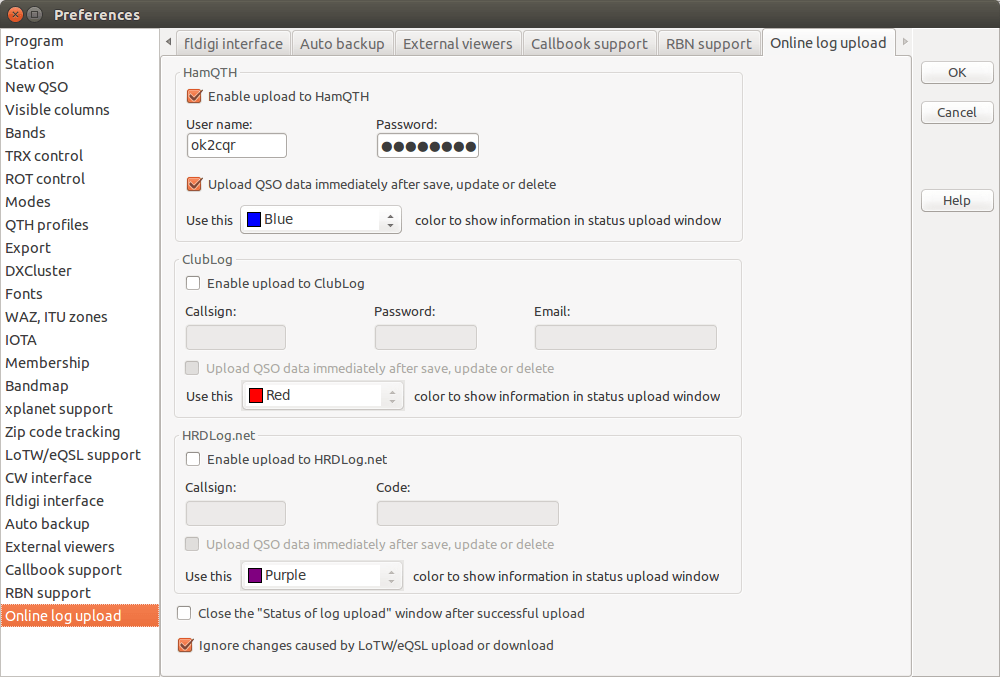 Preferences
Program
Station
New QSO
Visible columns
Bands
TRX control
ROT control
Modes
QTH profiles
Export
DXCluster
Fonts
WAZ, ITU zones
IOTA
Membership
Bandmap
xplanet support
Zip code tracking
LoTW/eQSL support
CW interface
fldigi interface
Auto backup
External viewers
Callbook support
RBN support
Online log upload
fldigi interface Auto backup External viewers Callbook support RBN support Online log upload
HamQTH
Enable upload to HamQTH
User name: Password:
ok2cqr ●●●●●●●●
Upload QSO data immediately after save, update or delete
Use this Blue color to show information in status upload window
ClubLog
Enable upload to ClubLog
Callsign: Password: Email:
Upload QSO data immediately after save, update or delete
Use this Red color to show information in status upload window
HRDLog.net
Enable upload to HRDLog.net
Callsign: Code:
Upload QSO data immediately after save, update or delete
Use this Purple color to show information in status upload window
Close the "Status of log upload" window after successful upload
Ignore changes caused by LoTW/eQSL upload or download
OK
Cancel
Help